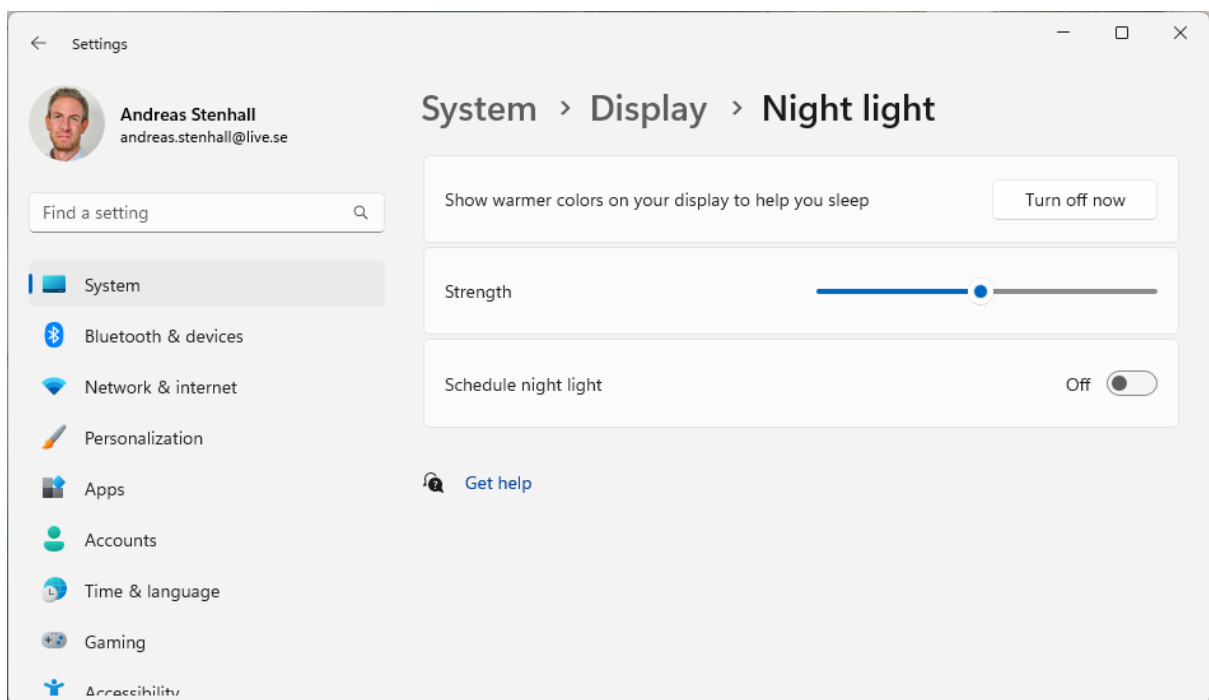 Settings
Andreas Stenhall
andreas.stenhall@live.se
Find a setting
System
Bluetooth & devices
Network & internet
Personalization
Apps
Accounts
Time & language
Gaming
Accessibility
System > Display > Night light
Show warmer colors on your display to help you sleep
Turn off now
Strength
Schedule night light
Off
Get help